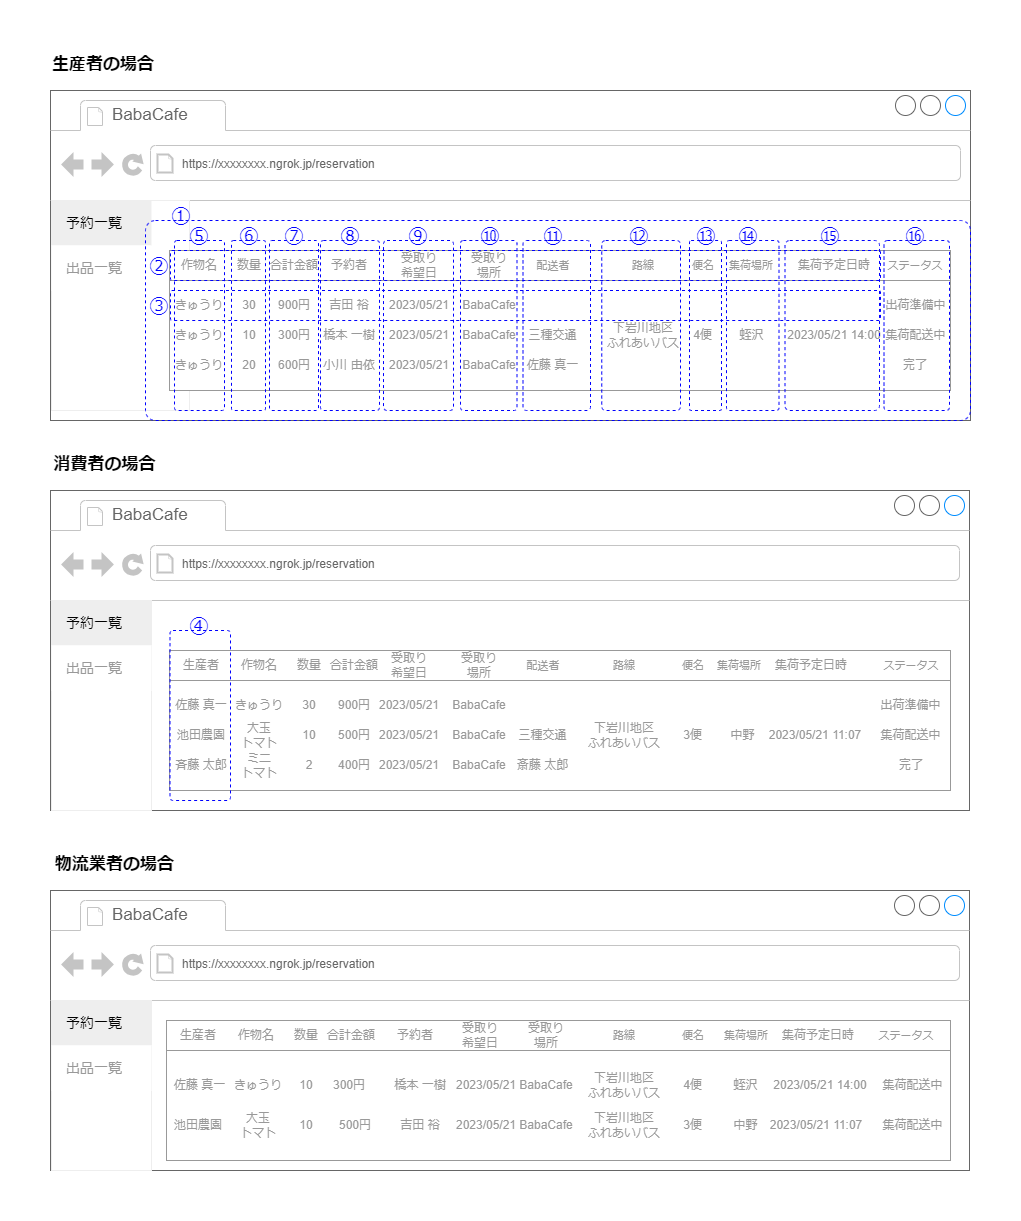 生産者の場合
BabaCafe
https://xxxxxxxx.ngrok.jp/reservation
予約一覧
出品一覧
①
⑤ ⑥ ⑦ ⑧ ⑨ ⑩ ⑪ ⑫ ⑬ ⑭ ⑮ ⑯
② 作物名 数量 合計金額 予約者 受取り希望日 受取り場所 配送者 路線 便名 集荷場所 集荷予定日時 ステータス
③ きゅうり 30 900円 吉田 裕 2023/05/21 BabaCafe 出荷準備中
きゅうり 10 300円 橋本 一樹 2023/05/21 BabaCafe 三種交通 下岩川地区ふれあいバス 4便 蛭沢 2023/05/21 14:00 集荷配送中
きゅうり 20 600円 小川 由依 2023/05/21 BabaCafe 佐藤 真一 完了
消費者の場合
BabaCafe
https://xxxxxxxx.ngrok.jp/reservation
予約一覧
出品一覧
④
生産者 作物名 数量 合計金額 受取り希望日 受取り場所 配送者 路線 便名 集荷場所 集荷予定日時 ステータス
佐藤 真一 きゅうり 30 900円 2023/05/21 BabaCafe 出荷準備中
池田農園 大玉トマト 10 500円 2023/05/21 BabaCafe 三種交通 下岩川地区ふれあいバス 3便 中野 2023/05/21 11:07 集荷配送中
斉藤 太郎 ミニトマト 2 400円 2023/05/21 BabaCafe 斎藤 太郎 完了
物流業者の場合
BabaCafe
https://xxxxxxxx.ngrok.jp/reservation
予約一覧
出品一覧
生産者 作物名 数量 合計金額 予約者 受取り希望日 受取り場所 路線 便名 集荷場所 集荷予定日時 ステータス
佐藤 真一 きゅうり 10 300円 橋本 一樹 2023/05/21 BabaCafe 下岩川地区ふれあいバス 4便 蛭沢 2023/05/21 14:00 集荷配送中
池田農園 大玉トマト 10 500円 吉田 裕 2023/05/21 BabaCafe 下岩川地区ふれあいバス 3便 中野 2023/05/21 11:07 集荷配送中